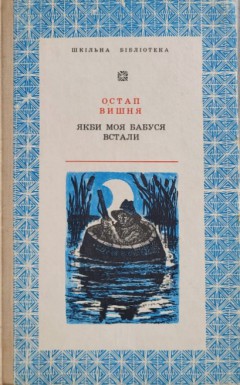 ШКІЛЬНА БІБЛІОТЕКА
ОСТАП
ВИШНЯ
ЯКБИ МОЯ БАБУСЯ
ВСТАЛИ